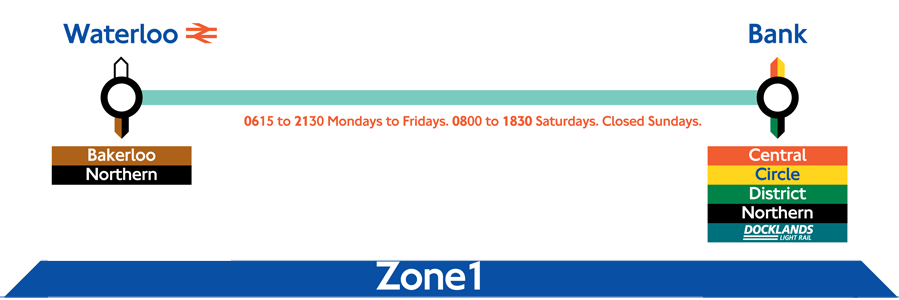 Waterloo
Bank
0615 to 2130 Mondays to Fridays. 0800 to 1830 Saturdays. Closed Sundays.
Bakerloo
Northern
Central
Circle
District
Northern
DOCKLANDS
LIGHT RAIL
Zone1